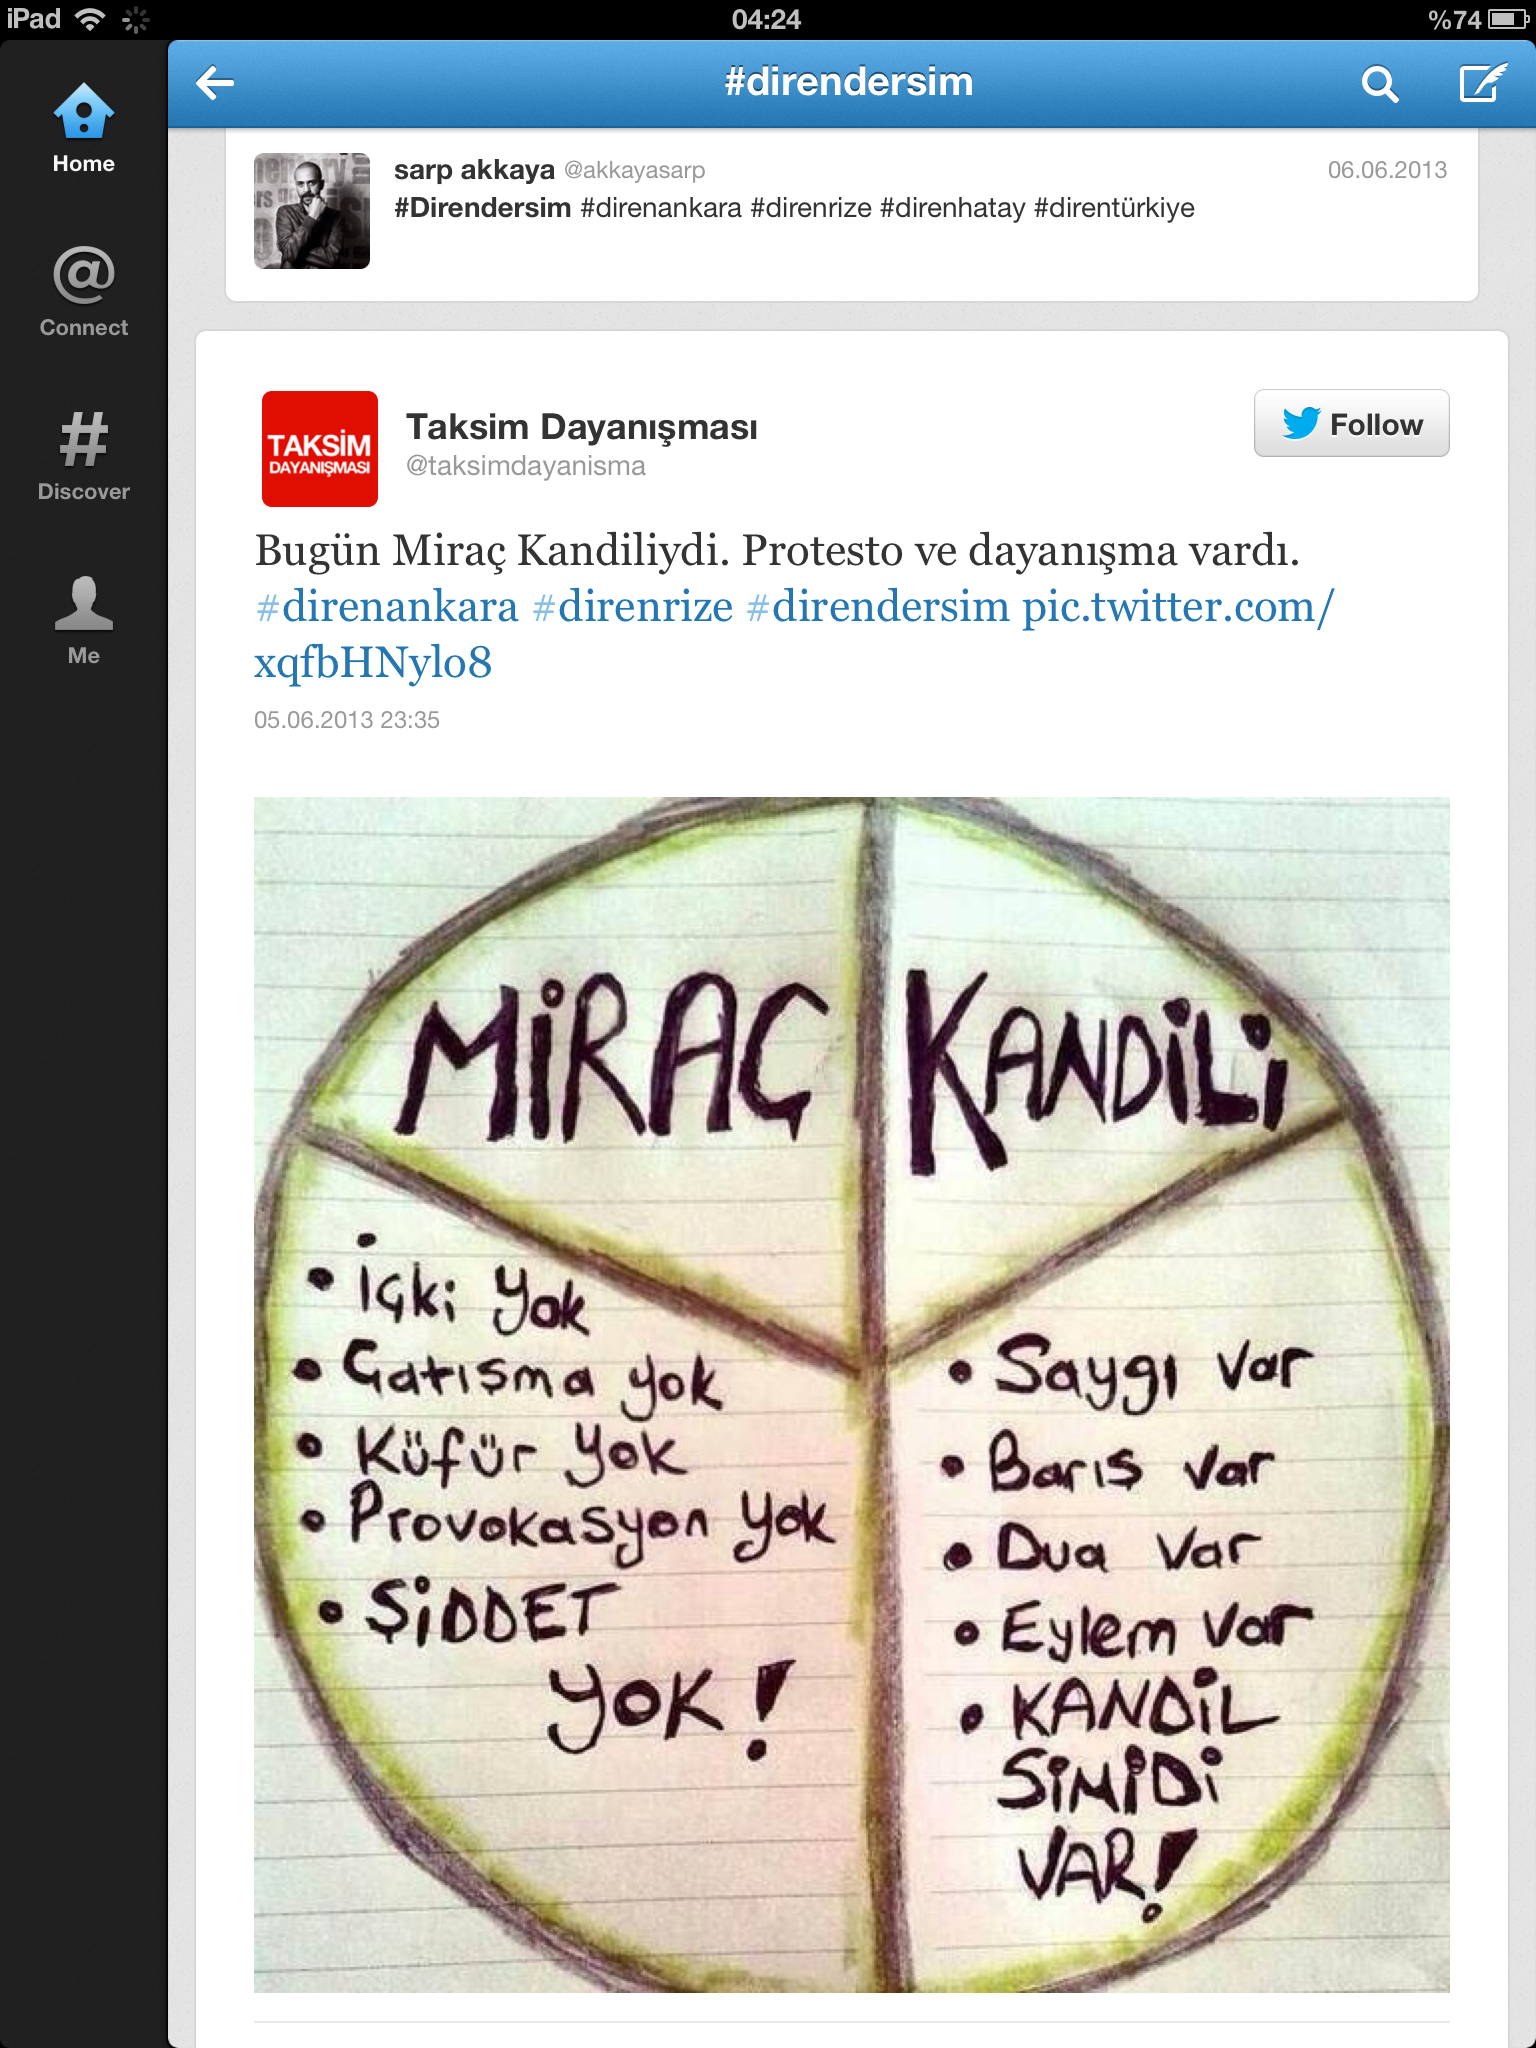 iPad 04:24 %74
#direndersim
Home
Connect
Discover
Me
sarp akkaya @akkayasarp 06.06.2013
#Direndersim #direnankara #direnrize #direnhatay #direntürkiye
TAKSİM
DAYANIŞMASI
Taksim Dayanışması
@taksimdayanisma
Follow
Bugün Miraç Kandiliydi. Protesto ve dayanışma vardı.
#direnankara #direnrize #direndersim pic.twitter.com/
xqfbHNylo8
05.06.2013 23:35
MİRAÇ KANDİLİ
• İçki yok
• Çatışma yok
• Küfür yok
• Provokasyon yok
• ŞİDDET
yok!
• Saygı var
• Barış var
• Dua var
• Eylem var
• KANDİL
SİMİDİ
VAR!